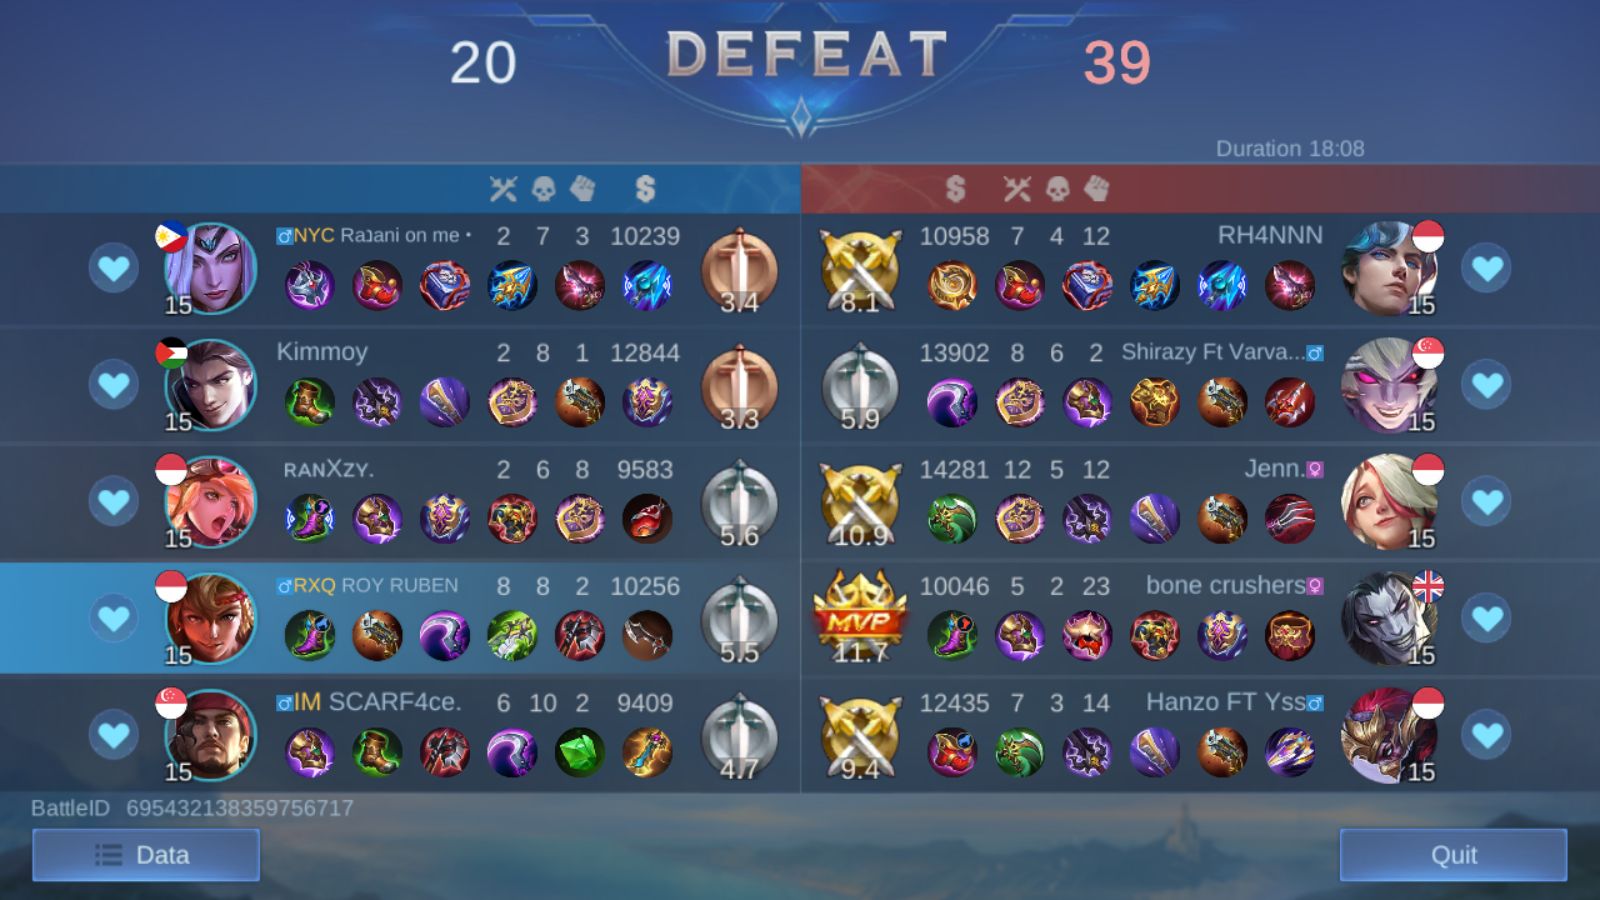 20 DEFEAT 39
Duration 18:08
NYC Raɔani on me • 2 7 3 10239
15 3.4
10958 7 4 12 RH4NNN
8.1 15
Kimmoy 2 8 1 12844
15 3.3
13902 8 6 2 Shirazy Ft Varva...
5.9 15
ʀᴀɴXᴢʏ. 2 6 8 9583
15 5.6
14281 12 5 12 Jenn.
10.9 15
RXQ ROY RUBEN 8 8 2 10256
15 5.5
10046 5 2 23 bone crushers
MVP
11.7 15
IM SCARF4ce. 6 10 2 9409
15 4.7
12435 7 3 14 Hanzo FT Yss
9.4 15
BattleID 695432138359756717
Data
Quit